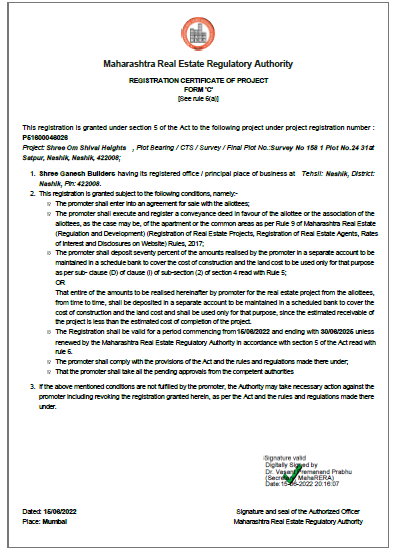 Maharashtra Real Estate Regulatory Authority
REGISTRATION CERTIFICATE OF PROJECT
FORM 'C'
[See rule 6(a)]
This registration is granted under section 5 of the Act to the following project under project registration number :
P51600046026
Project: Shree Om Shivai Heights , Plot Bearing / CTS / Survey / Final Plot No.:Survey No 158 1 Plot No.24 31at
Satpur, Nashik, Nashik, 422008;
1. Shree Ganesh Builders having its registered office / principal place of business at Tehsil: Nashik, District:
Nashik, Pin: 422008.
2. This registration is granted subject to the following conditions, namely:-
The promoter shall enter into an agreement for sale with the allottees;
The promoter shall execute and register a conveyance deed in favour of the allottee or the association of the
allottees, as the case may be, of the apartment or the common areas as per Rule 9 of Maharashtra Real Estate
(Regulation and Development) (Registration of Real Estate Projects, Registration of Real Estate Agents, Rates
of Interest and Disclosures on Website) Rules, 2017;
The promoter shall deposit seventy percent of the amounts realised by the promoter in a separate account to be
maintained in a schedule bank to cover the cost of construction and the land cost to be used only for that purpose
as per sub- clause (D) of clause (l) of sub-section (2) of section 4 read with Rule 5;
OR
That entire of the amounts to be realised hereinafter by promoter for the real estate project from the allottees,
from time to time, shall be deposited in a separate account to be maintained in a scheduled bank to cover the
cost of construction and the land cost and shall be used only for that purpose, since the estimated receivable of
the project is less than the estimated cost of completion of the project.
The Registration shall be valid for a period commencing from 15/06/2022 and ending with 30/06/2025 unless
renewed by the Maharashtra Real Estate Regulatory Authority in accordance with section 5 of the Act read with
rule 6.
The promoter shall comply with the provisions of the Act and the rules and regulations made there under;
That the promoter shall take all the pending approvals from the competent authorities
3. If the above mentioned conditions are not fulfilled by the promoter, the Authority may take necessary action against the
promoter including revoking the registration granted herein, as per the Act and the rules and regulations made there
under.
Signature valid
Digitally Signed by
Dr. Vasant Premanand Prabhu
(Secretary, MahaRERA)
Date:15-06-2022 20:16:07
Dated: 15/06/2022
Place: Mumbai
Signature and seal of the Authorized Officer
Maharashtra Real Estate Regulatory Authority